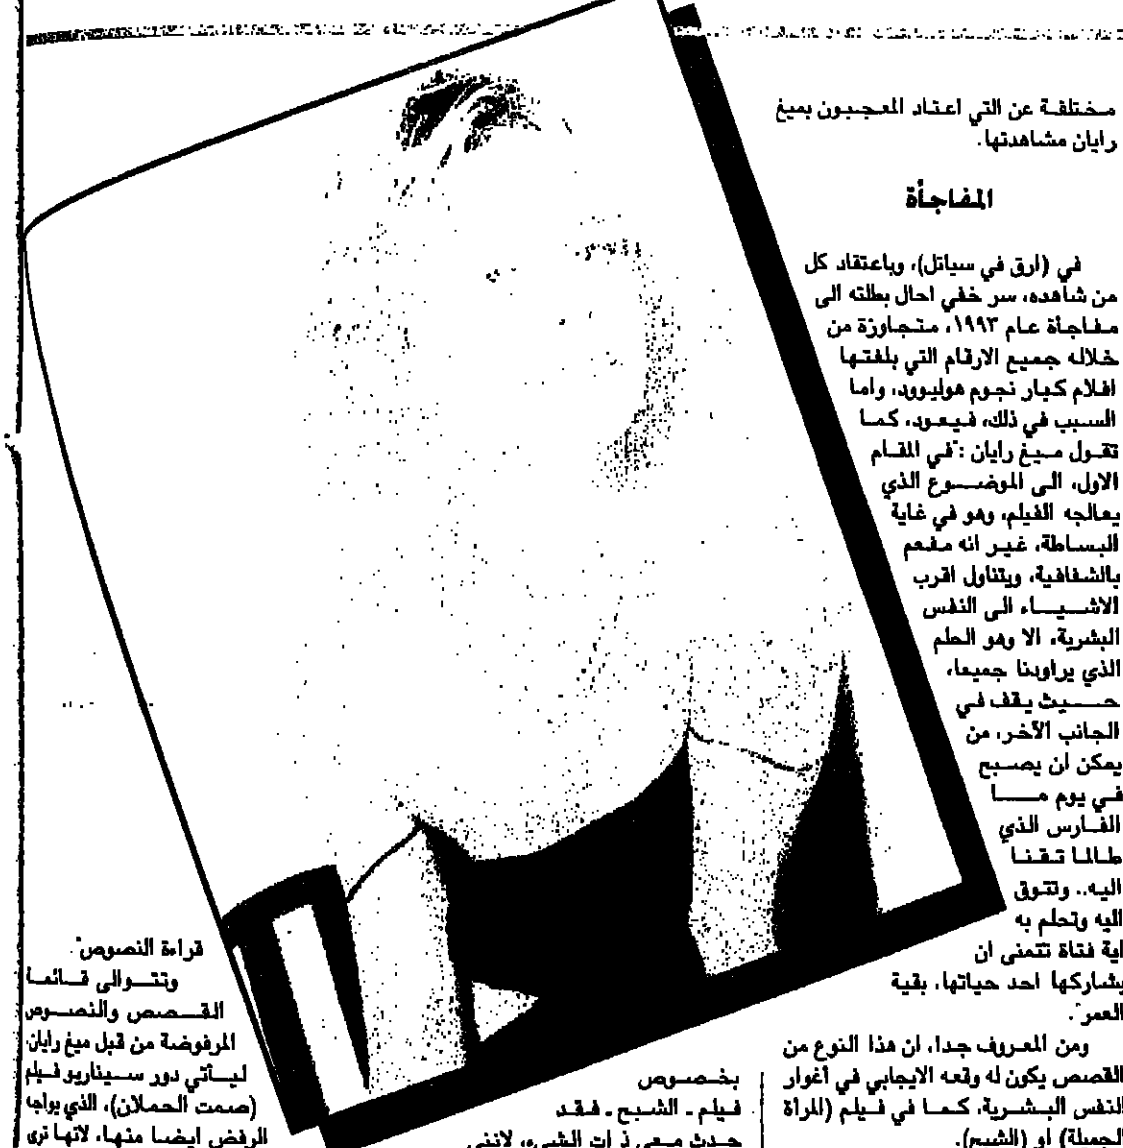 مختلفة عن التي اعتاد المعجبون بميغ
رايان مشاهدتها.
المفاجأة
في (ارق في سياتل)، وباعتقاد كل
من شاهده، سر خفي احال بطلته الى
مفاجأة عام ١٩٩٣، متجاوزة من
خلاله جميع الارقام التي بلغتها
افلام كبار نجوم هوليوود، واما
السبب في ذلك، فيعود، كما
تقول ميغ رايان :"في المقام
الاول، الى الموضوع الذي
يعالجه الفيلم، وهو في غاية
البساطة، غير انه مفعم
بالشفافية، ويتناول اقرب
الاشياء الى النفس
البشرية، الا وهو الحلم
الذي يراودنا جميعا،
حيث يقف في
الجانب الآخر، من
يمكن ان يصبح
في يوم ما
الفارس الذي
طالما تقنا
اليه.. وتتوق
اليه وتحلم به
اية فتاة تتمنى ان
يشاركها احد حياتها، بقية
العمر".
ومن المعروف جدا، ان هذا النوع من
القصص يكون له وقعه الايجابي في أغوار
النفس البشرية، كما في فيلم (المرأة
الجميلة) او (الشبح).
بخصوص
فيلم - الشبح - فقد
حدث معي ذات الشيء، لانني
قراءة النصوص".
وتتوالى قائمة
القصص والنصوص
المرفوضة من قبل ميغ رايان،
ليأتي دور سيناريو فيلم
(صمت الحملان)، الذي يواجه
الرفض ايضا منها، لانها ترى